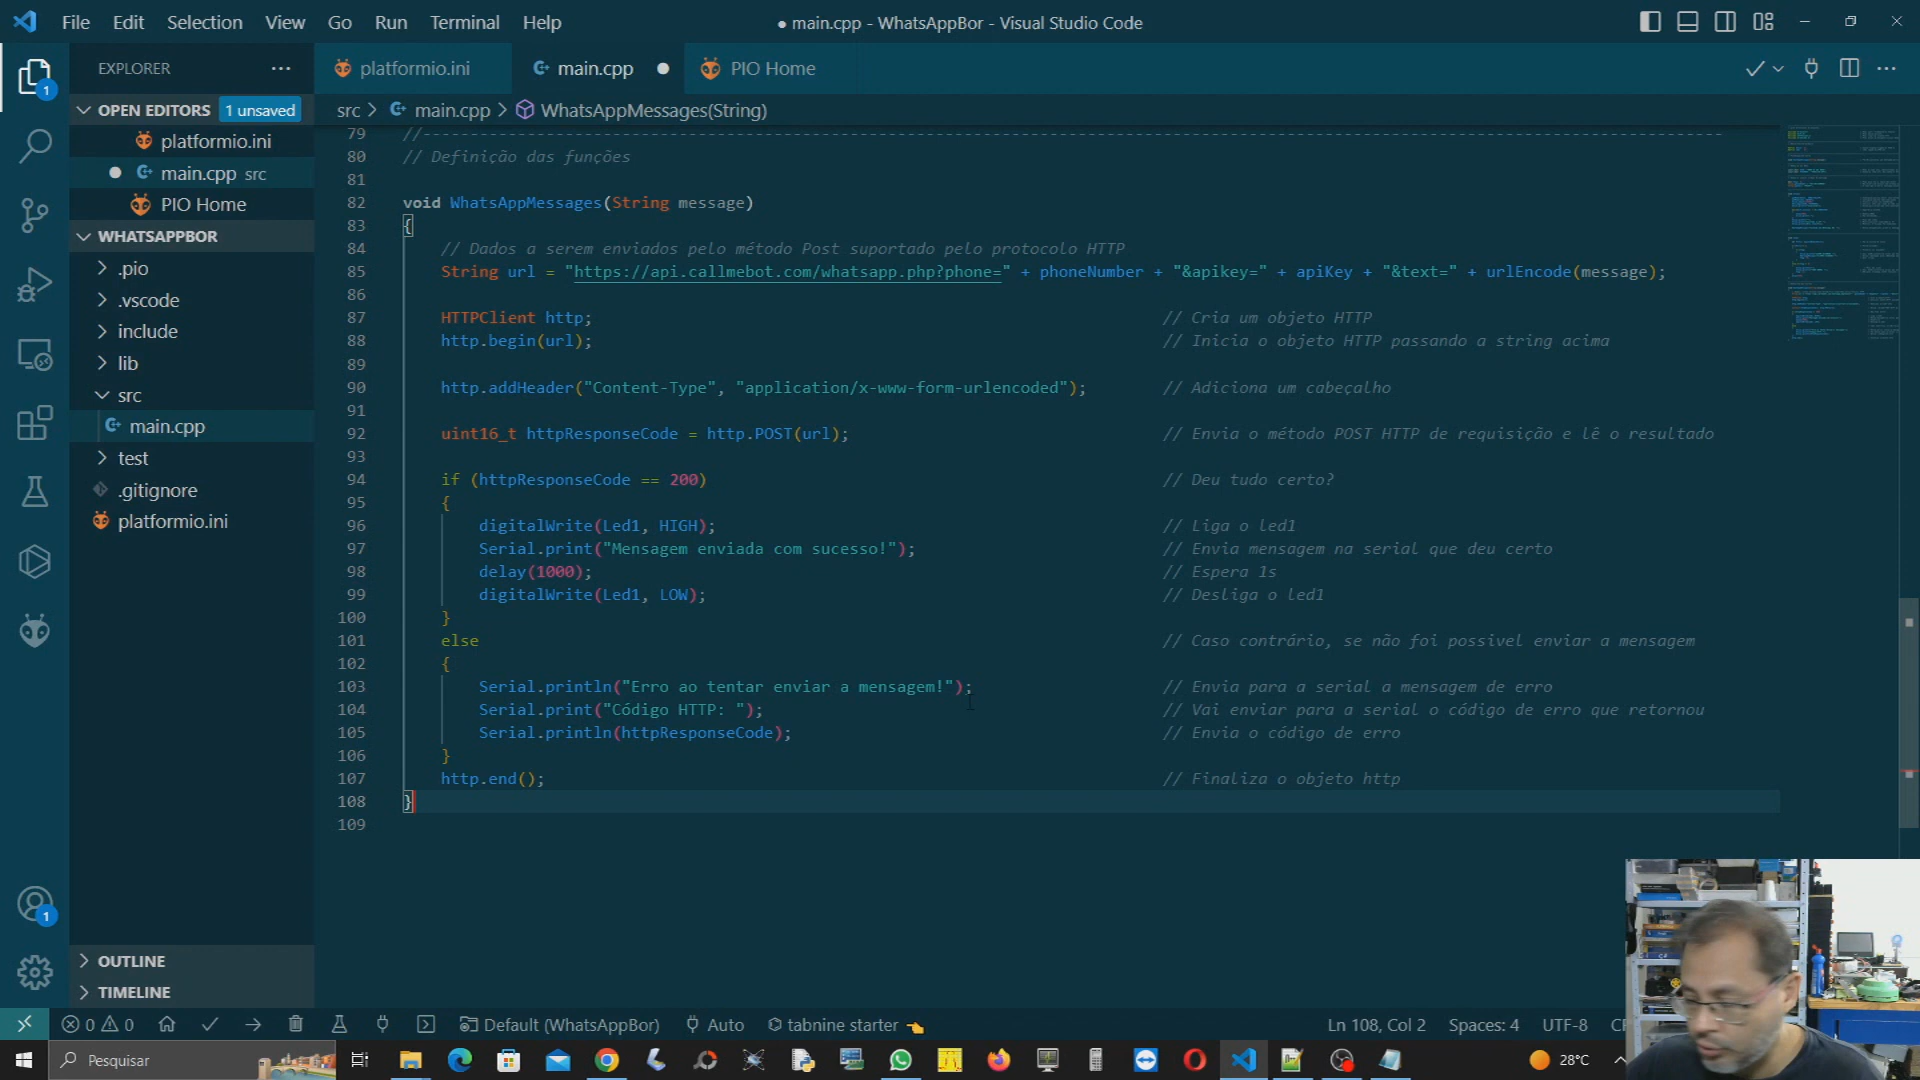 File Edit Selection View Go Run Terminal Help
● main.cpp - WhatsAppBor - Visual Studio Code
EXPLORER
platformio.ini
main.cpp
PIO Home
OPEN EDITORS 1 unsaved
src > main.cpp > WhatsAppMessages(String)
platformio.ini
main.cpp src
PIO Home
WHATSAPPBOR
.pio
.vscode
include
lib
src
main.cpp
test
.gitignore
platformio.ini
OUTLINE
TIMELINE
79 //-----------------------------------------------------------------------------------------------------------------------------------------
80 // Definição das funções
81
82 void WhatsAppMessages(String message)
83 {
84 // Dados a serem enviados pelo método Post suportado pelo protocolo HTTP
85 String url = "https://api.callmebot.com/whatsapp.php?phone=" + phoneNumber + "&apikey=" + apiKey + "&text=" + urlEncode(message);
86
87 HTTPClient http; // Cria um objeto HTTP
88 http.begin(url); // Inicia o objeto HTTP passando a string acima
89
90 http.addHeader("Content-Type", "application/x-www-form-urlencoded"); // Adiciona um cabeçalho
91
92 uint16_t httpResponseCode = http.POST(url); // Envia o método POST HTTP de requisição e lê o resultado
93
94 if (httpResponseCode == 200) // Deu tudo certo?
95 {
96 digitalWrite(Led1, HIGH); // Liga o led1
97 Serial.print("Mensagem enviada com sucesso!"); // Envia mensagem na serial que deu certo
98 delay(1000); // Espera 1s
99 digitalWrite(Led1, LOW); // Desliga o led1
100 }
101 else // Caso contrário, se não foi possivel enviar a mensagem
102 {
103 Serial.println("Erro ao tentar enviar a mensagem!"); // Envia para a serial a mensagem de erro
104 Serial.print("Código HTTP: "); // Vai enviar para a serial o código de erro que retornou
105 Serial.println(httpResponseCode); // Envia o código de erro
106 }
107 http.end(); // Finaliza o objeto http
108 }
109
0 0 Default (WhatsAppBor) Auto tabnine starter Ln 108, Col 2 Spaces: 4 UTF-8
Pesquisar 28°C